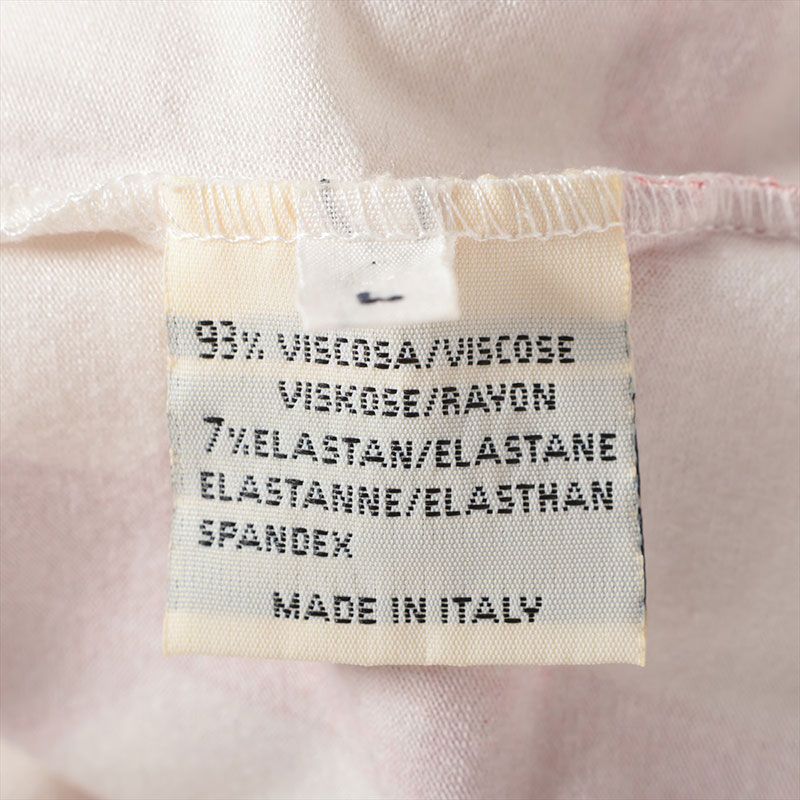 93% VISCOSA/VISCOSE
VISKOSE/RAYON
7%ELASTAN/ELASTANE
ELASTANNE/ELASTHAN
SPANDEX
MADE IN ITALY